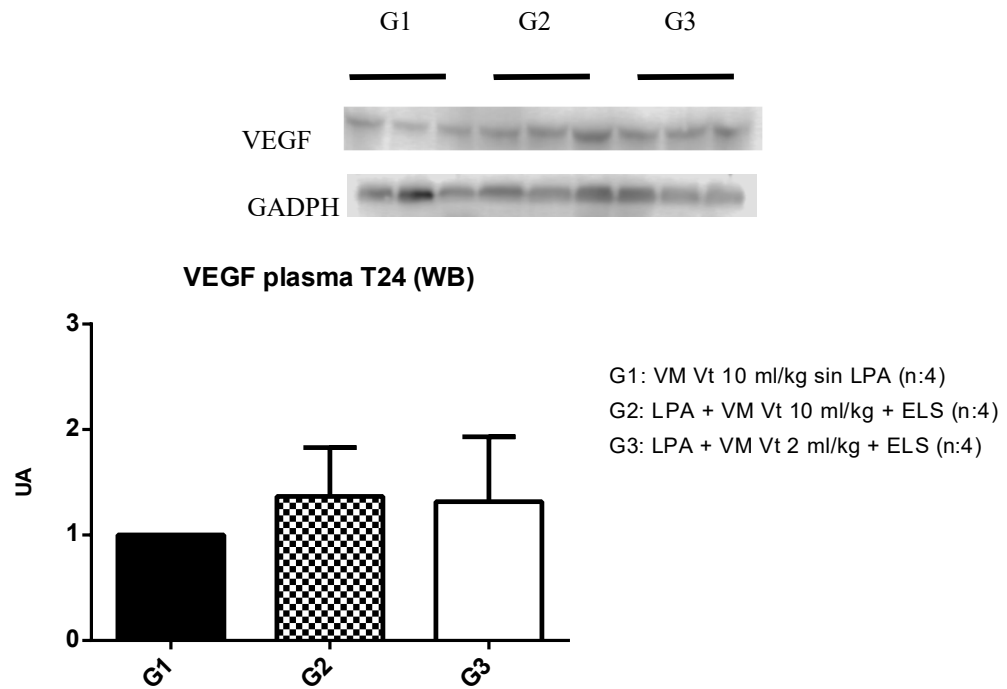 G1 G2 G3
VEGF
GADPH
VEGF plasma T24 (WB)
3
2
1
0
UA
G1 G2 G3
G1: VM Vt 10 ml/kg sin LPA (n:4)
G2: LPA + VM Vt 10 ml/kg + ELS (n:4)
G3: LPA + VM Vt 2 ml/kg + ELS (n:4)